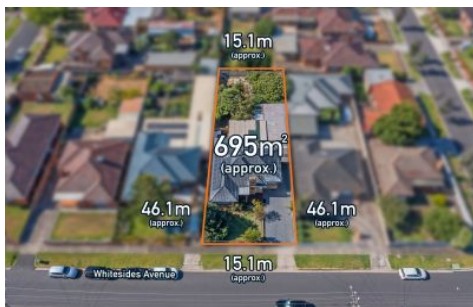 15.1m
(approx.)
695m²
(approx.)
46.1m
(approx.)
46.1m
(approx.)
15.1m
(approx.)
Whitesides Avenue